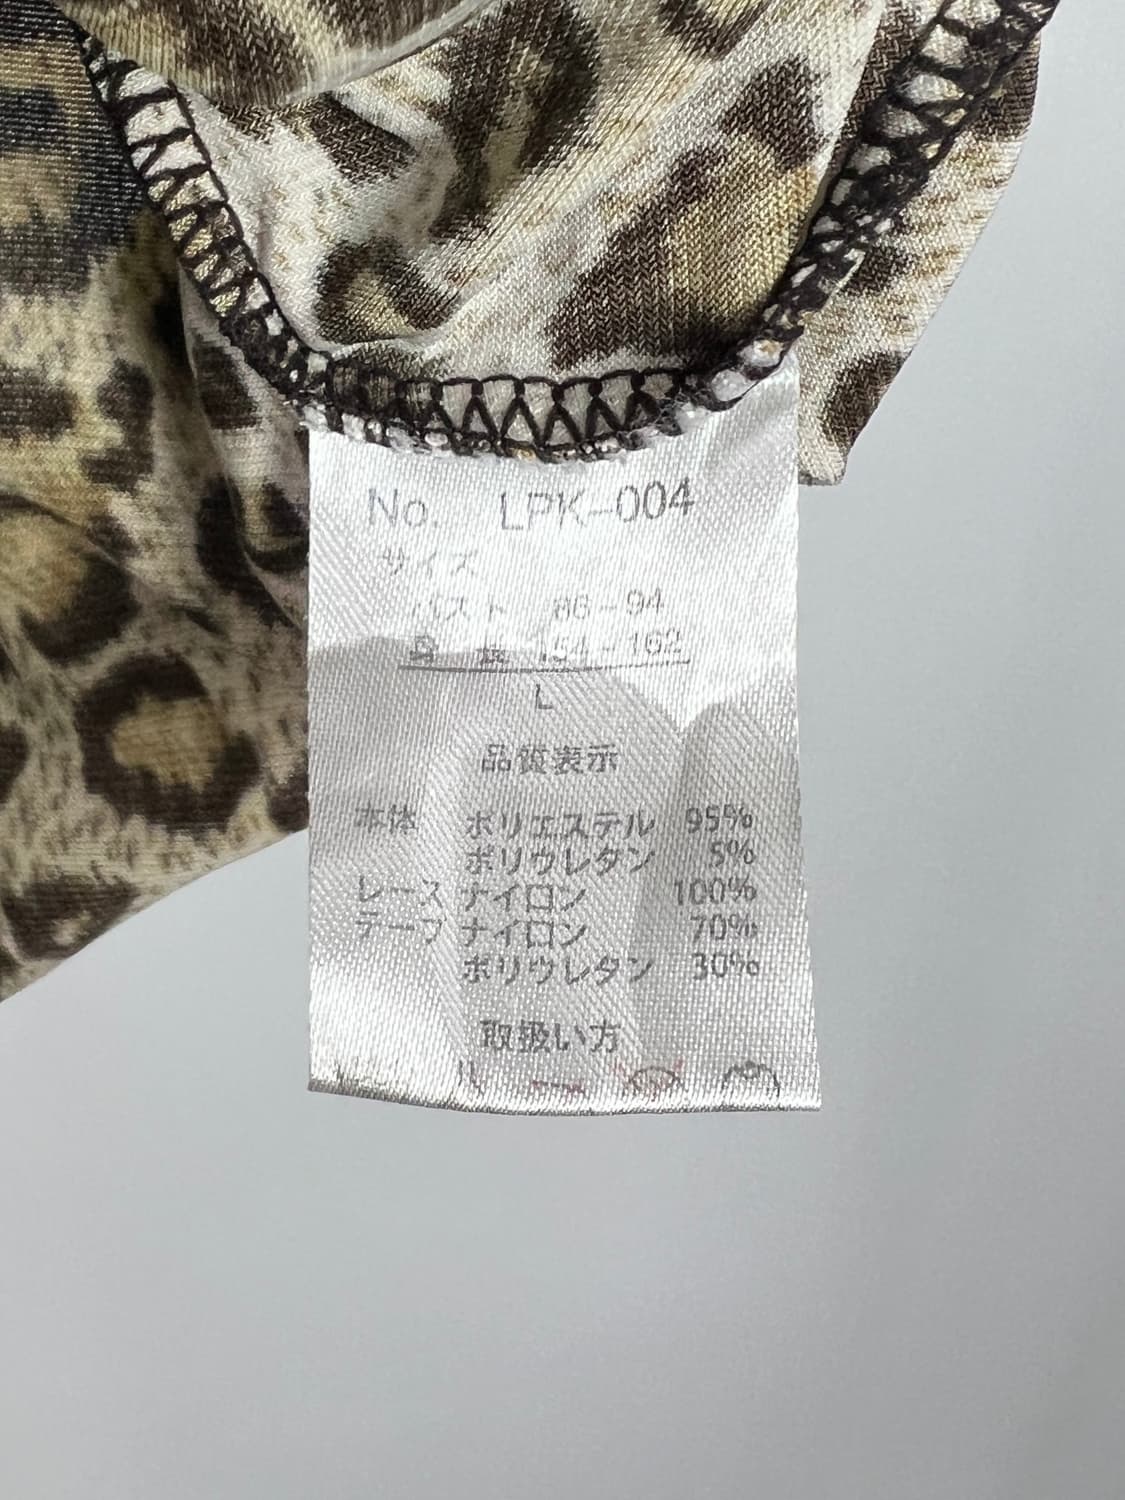 No. LPK-004
サイズ
バスト 86-94
身 長 154-162
L
品質表示
本体 ポリエステル 95%
ポリウレタン 5%
レース ナイロン 100%
テープ ナイロン 70%
ポリウレタン 30%
取扱い方